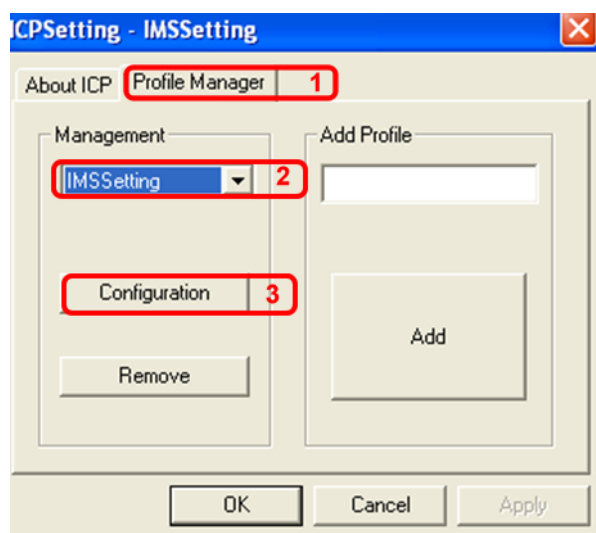 ICPSetting - IMSSetting
About ICP
Profile Manager
1
Management
IMSSetting
2
Configuration
3
Remove
Add Profile
Add
OK
Cancel
Apply